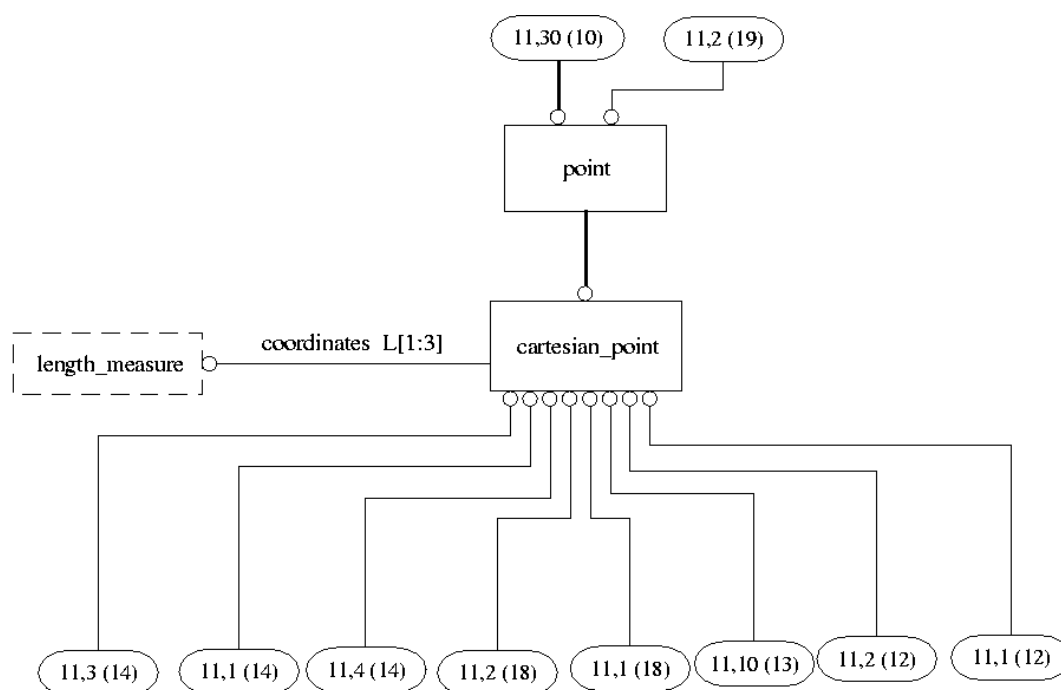 11,30 (10)
11,2 (19)
point
coordinates L[1:3]
length_measure
cartesian_point
11,3 (14)
11,1 (14)
11,4 (14)
11,2 (18)
11,1 (18)
11,10 (13)
11,2 (12)
11,1 (12)